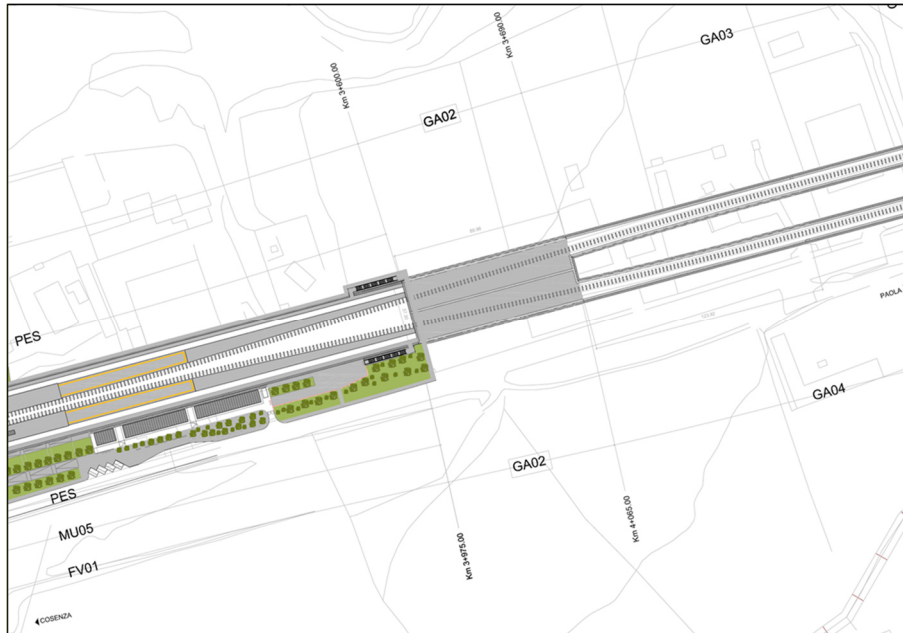 Km 3+690.00
GA03
Km 3+600.00
GA02
PAOLA
PES
GA04
GA02
PES
Km 4+065.00
MU05
Km 3+975.00
FV01
COSENZA